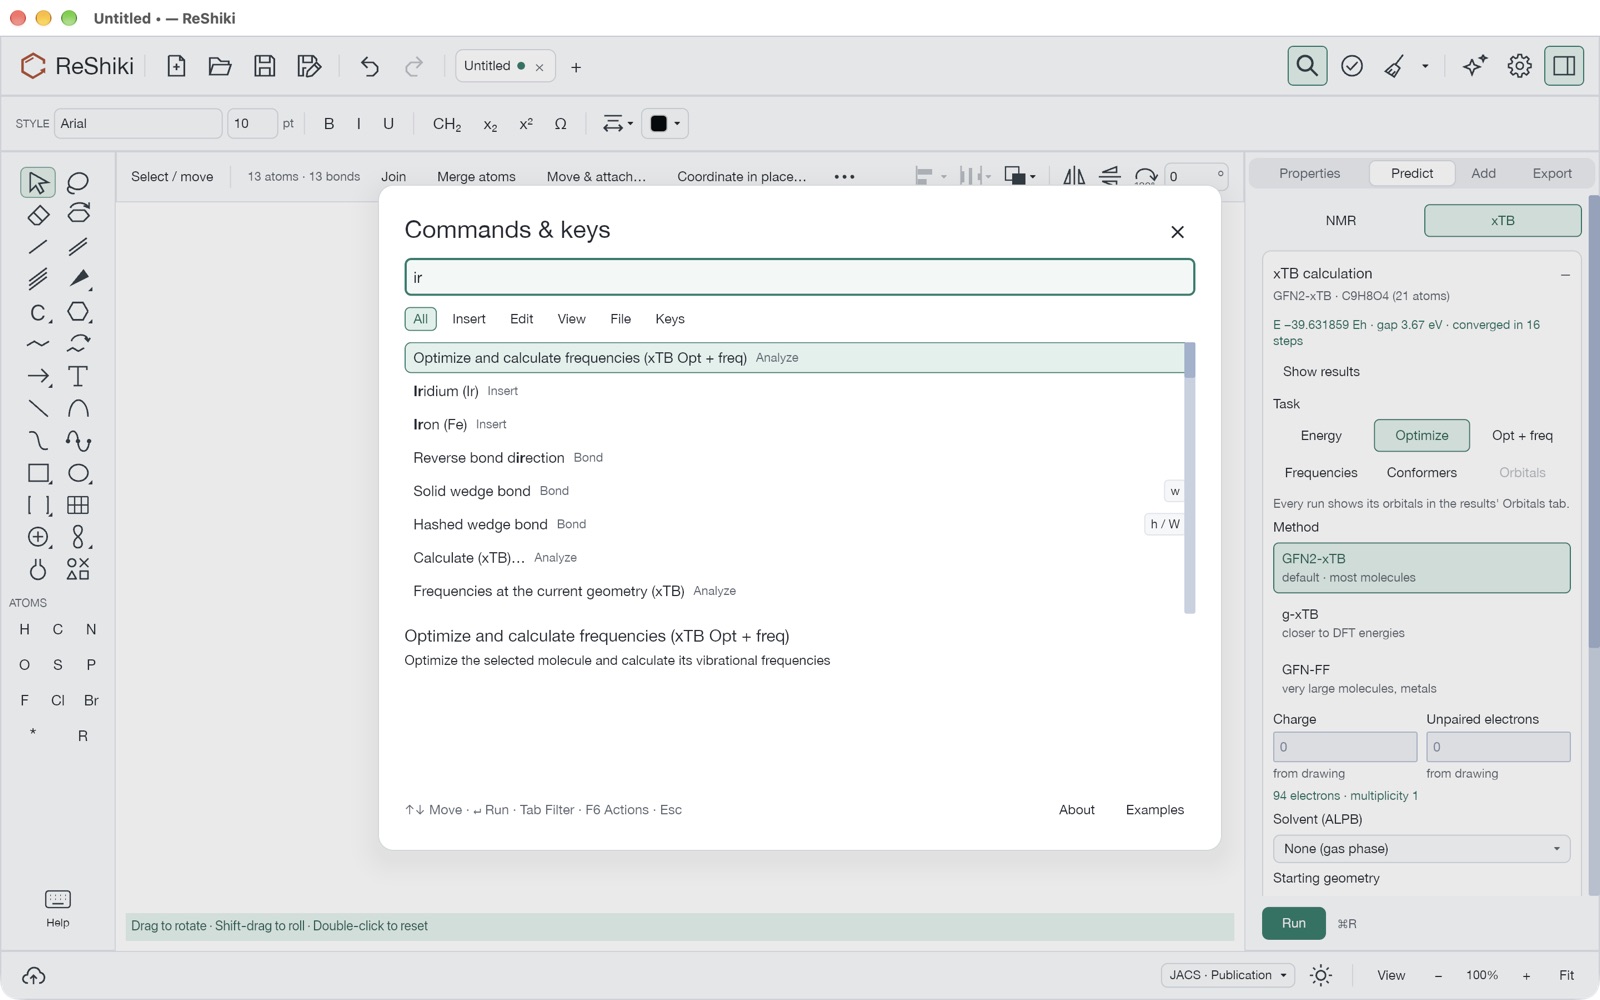 Untitled • — ReShiki
ReShiki
Untitled
STYLE
Arial
10
pt
B
I
U
CH₂
x₂
x²
Ω
Select / move
13 atoms · 13 bonds
Join
Merge atoms
Move & attach...
Coordinate in place...
0
°
Properties
Predict
Add
Export
NMR
xTB
xTB calculation
GFN2-xTB · C9H8O4 (21 atoms)
E −39.631859 Eh · gap 3.67 eV · converged in 16
steps
Show results
Task
Energy
Optimize
Opt + freq
Frequencies
Conformers
Orbitals
Every run shows its orbitals in the results' Orbitals tab.
Method
GFN2-xTB
default · most molecules
g-xTB
closer to DFT energies
GFN-FF
very large molecules, metals
Charge
Unpaired electrons
0
0
from drawing
from drawing
94 electrons · multiplicity 1
Solvent (ALPB)
None (gas phase)
Starting geometry
Run
⌘R
Commands & keys
ir
All
Insert
Edit
View
File
Keys
Optimize and calculate frequencies (xTB Opt + freq) Analyze
Iridium (Ir) Insert
Iron (Fe) Insert
Reverse bond direction Bond
Solid wedge bond Bond w
Hashed wedge bond Bond h / W
Calculate (xTB)... Analyze
Frequencies at the current geometry (xTB) Analyze
Optimize and calculate frequencies (xTB Opt + freq)
Optimize the selected molecule and calculate its vibrational frequencies
↑↓ Move · ↵ Run · Tab Filter · F6 Actions · Esc
About
Examples
C
T
ATOMS
H C N
O S P
F Cl Br
* R
Help
Drag to rotate · Shift-drag to roll · Double-click to reset
JACS · Publication
View
−
100%
+
Fit